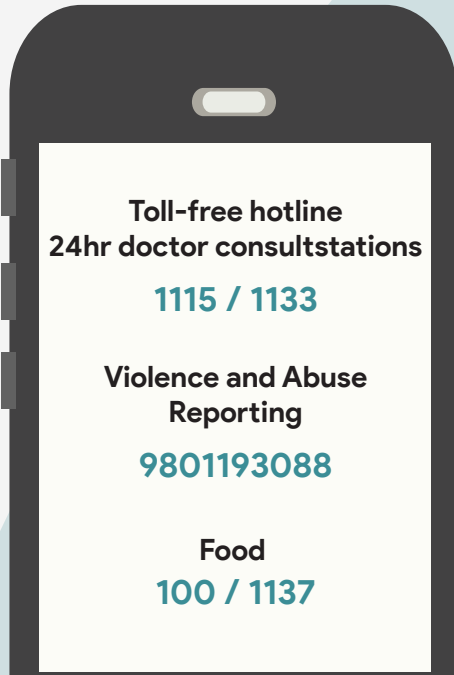 Toll-free hotline
24hr doctor consultstations
1115 / 1133
Violence and Abuse
Reporting
9801193088
Food
100 / 1137